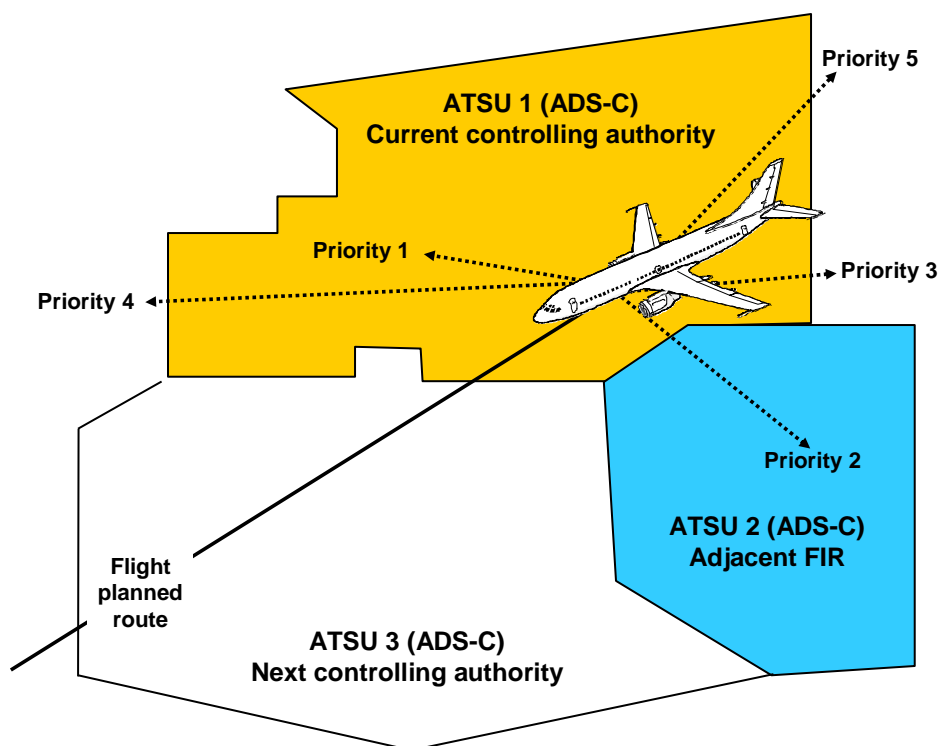 Priority 5
ATSU 1 (ADS-C)
Current controlling authority
Priority 1
Priority 3
Priority 4
Priority 2
ATSU 2 (ADS-C)
Adjacent FIR
Flight
planned
route
ATSU 3 (ADS-C)
Next controlling authority